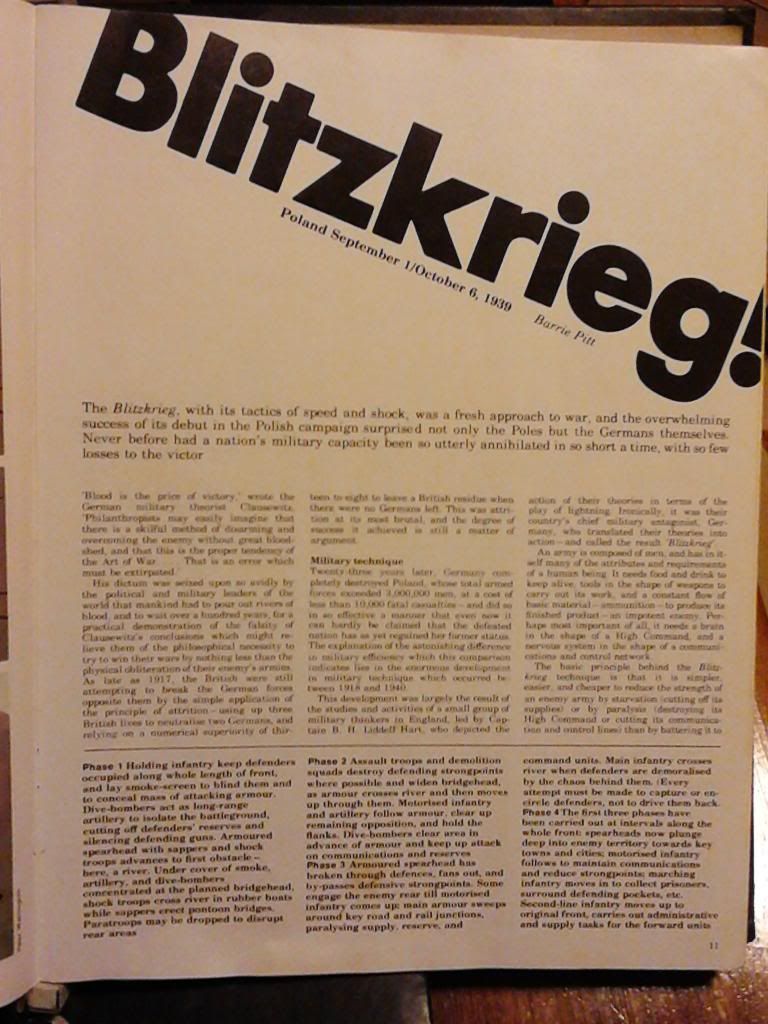 Blitzkrieg!
Poland September 1/October 6, 1939
Barrie Pitt
The Blitzkrieg, with its tactics of speed and shock, was a fresh approach to war, and the overwhelming
success of its debut in the Polish campaign surprised not only the Poles but the Germans themselves.
Never before had a nation's military capacity been so utterly annihilated in so short a time, with so few
losses to the victor
'Blood is the price of victory,' wrote the
German military theorist Clausewitz.
'Philanthropists may easily imagine that
there is a skilful method of disarming and
overcoming the enemy without great blood-
shed, and that this is the proper tendency of
the Art of War. . . . That is an error which
must be extirpated.'
His dictum was seized upon so avidly by
the political and military leaders of the
world that mankind had to pour out rivers of
blood, and to wait over a hundred years, for a
practical demonstration of the falsity of
Clausewitz's conclusions which might re-
lieve them of the philosophical necessity to
try to win their wars by nothing less than the
physical obliteration of their enemy's armies.
As late as 1917, the British were still
attempting to break the German forces
opposite them by the simple application of
the principle of attrition – using up three
British lives to neutralise two Germans, and
relying on a numerical superiority of thir-
teen to eight to leave a British residue when
there were no Germans left. This was attri-
tion at its most brutal, and the degree of
success it achieved is still a matter of
argument.
Military technique
Twenty-three years later, Germany com-
pletely destroyed Poland, whose total armed
forces exceeded 3,000,000 men, at a cost of
less than 10,000 fatal casualties – and did so
in so effective a manner that even now it
can hardly be claimed that the defeated
nation has as yet regained her former status.
The explanation of the astonishing difference
in military efficiency which this comparison
indicates lies in the enormous development
in military technique which occurred be-
tween 1918 and 1940.
This development was largely the result of
the studies and activities of a small group of
military thinkers in England, led by Cap-
tain B. H. Liddell Hart, who depicted the
action of their theories in terms of the
play of lightning. Ironically, it was their
country's chief military antagonist, Ger-
many, who translated their theories into
action – and called the result 'Blitzkrieg'.
An army is composed of men, and has in it-
self many of the attributes and requirements
of a human being. It needs food and drink to
keep alive, tools in the shape of weapons to
carry out its work, and a constant flow of
basic material – ammunition – to produce its
finished product – an impotent enemy. Per-
haps most important of all, it needs a brain
in the shape of a High Command, and a
nervous system in the shape of a communi-
cations and control network.
The basic principle behind the Blitz-
krieg technique is that it is simpler,
easier, and cheaper to reduce the strength of
an enemy army by starvation (cutting off its
supplies) or by paralysis (destroying its
High Command or cutting its communica-
tion and control lines) than by battering it to
Phase 1 Holding infantry keep defenders
occupied along whole length of front,
and lay smoke-screen to blind them and
to conceal mass of attacking armour.
Dive-bombers act as long-range
artillery to isolate the battleground,
cutting off defenders' reserves and
silencing defending guns. Armoured
spearhead with sappers and shock
troops advances to first obstacle –
here, a river. Under cover of smoke,
artillery, and dive-bombers
concentrated at the planned bridgehead,
shock troops cross river in rubber boats
while sappers erect pontoon bridges.
Paratroops may be dropped to disrupt
rear areas
Phase 2 Assault troops and demolition
squads destroy defending strongpoints
where possible and widen bridgehead,
as armour crosses river and then moves
up through them. Motorised infantry
and artillery follow armour, clear up
remaining opposition, and hold the
flanks. Dive-bombers clear area in
advance of armour and keep up attack
on communications and reserves
Phase 3 Armoured spearhead has
broken through defences, fans out, and
by-passes defensive strongpoints. Some
engage the enemy rear till motorised
infantry comes up; main armour sweeps
around key road and rail junctions,
paralysing supply, reserve, and
command units. Main infantry crosses
river when defenders are demoralised
by the chaos behind them. (Every
attempt must be made to capture or en-
circle defenders, not to drive them back.
Phase 4 The first three phases have
been carried out at intervals along the
whole front; spearheads now plunge
deep into enemy territory towards key
towns and cities; motorised infantry
follows to maintain communications
and reduce strongpoints; marching
infantry moves in to collect prisoners,
surround defending pockets, etc.
Second-line infantry moves up to
original front, carries out administrative
and supply tasks for the forward units
11